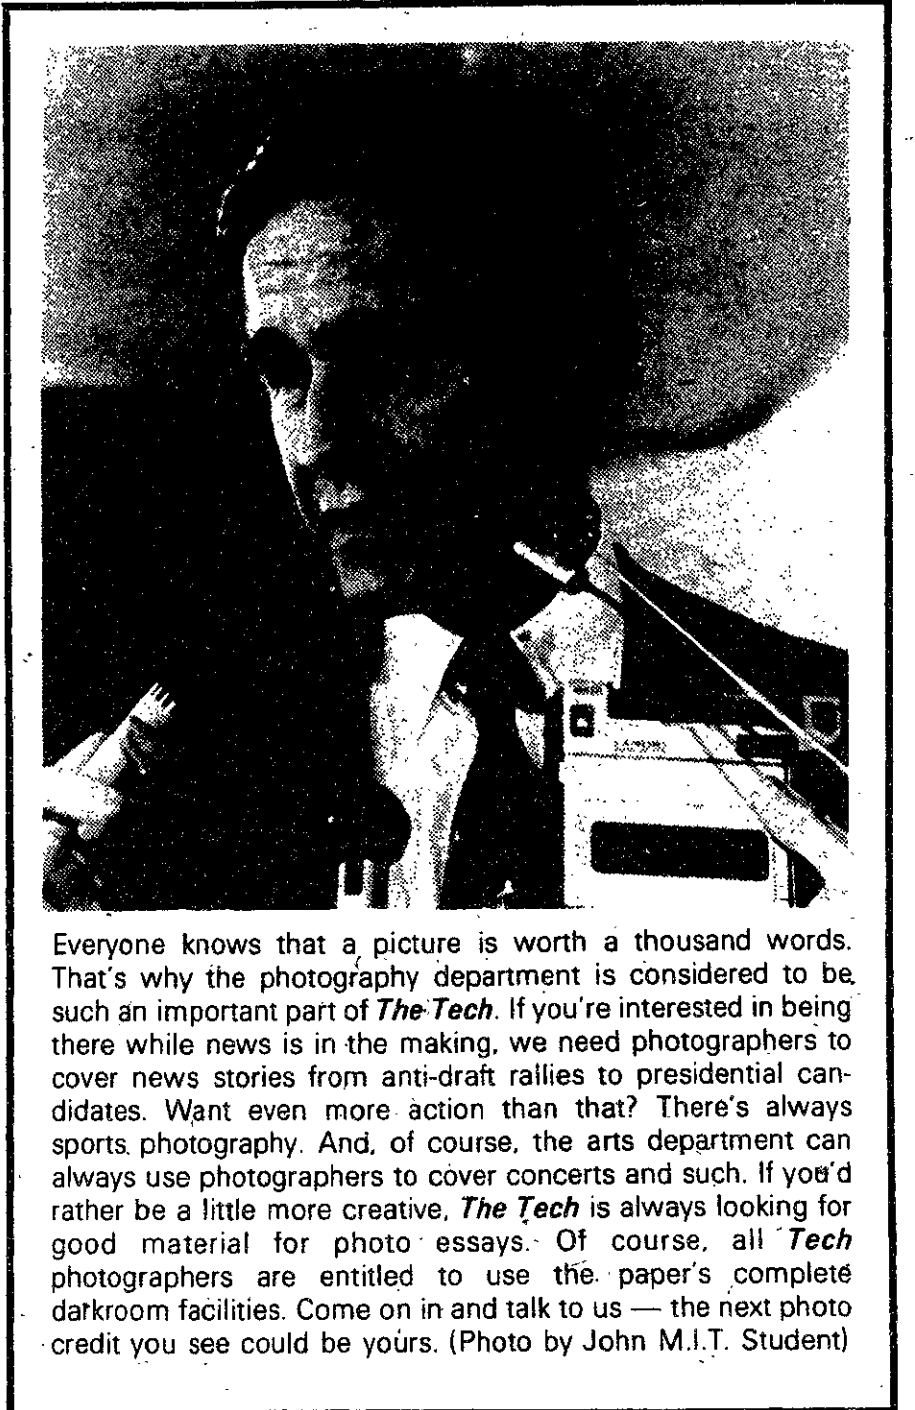 Everyone knows that a picture is worth a thousand words.
That's why the photography department is considered to be
such an important part of The Tech. If you're interested in being
there while news is in the making, we need photographers to
cover news stories from anti-draft rallies to presidential can-
didates. Want even more action than that? There's always
sports photography. And, of course, the arts department can
always use photographers to cover concerts and such. If you'd
rather be a little more creative, The Tech is always looking for
good material for photo essays. Of course, all Tech
photographers are entitled to use the paper's complete
darkroom facilities. Come on in and talk to us — the next photo
credit you see could be yours. (Photo by John M.I.T. Student)